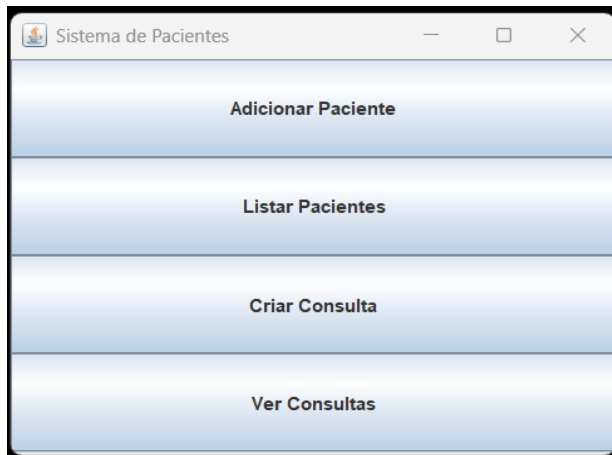 Sistema de Pacientes
Adicionar Paciente
Listar Pacientes
Criar Consulta
Ver Consultas